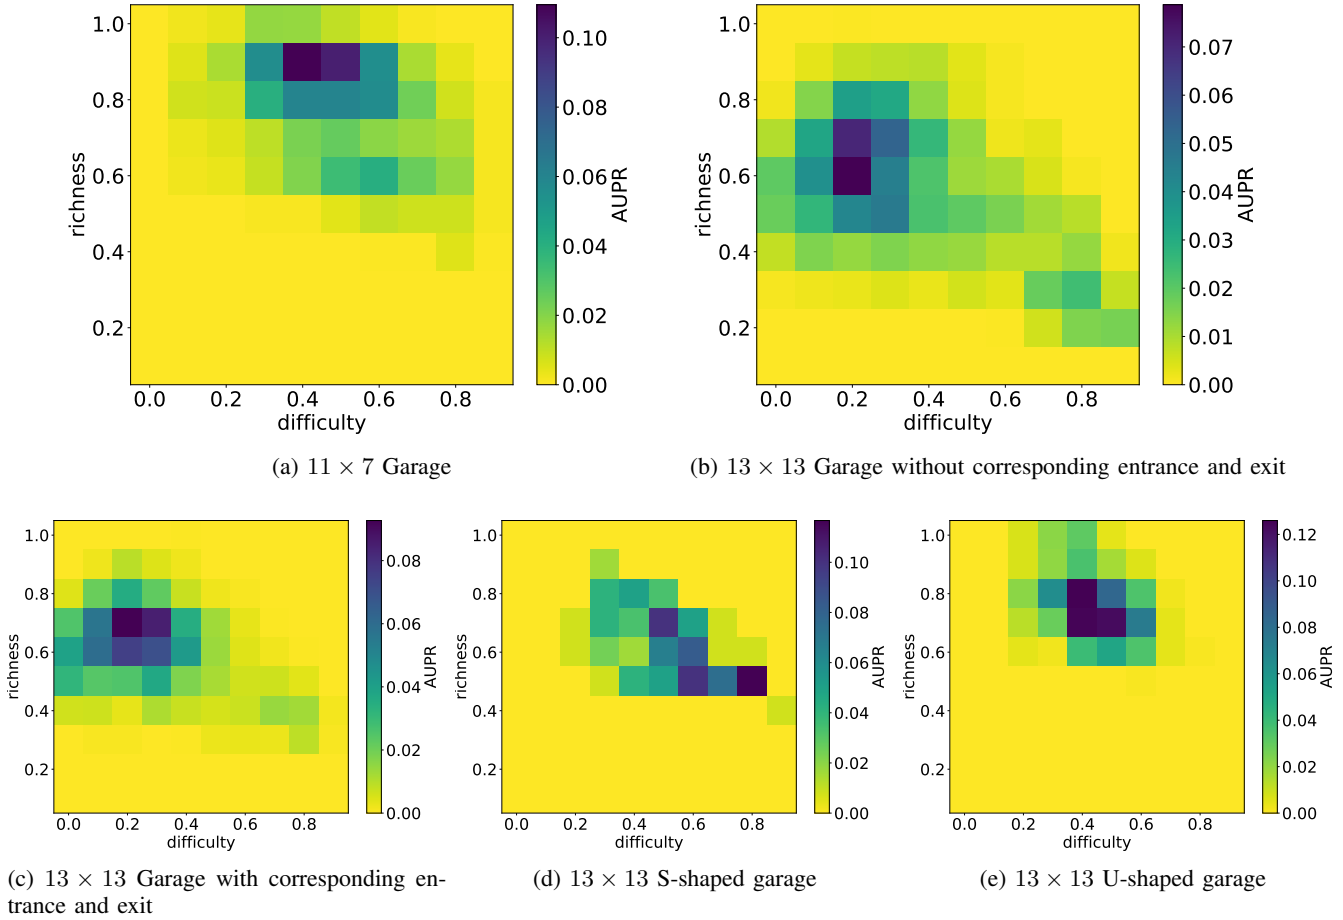 1.0
0.8
0.6
0.4
0.2
richness
0.0 0.2 0.4 0.6 0.8
difficulty
0.10
0.08
0.06
0.04
0.02
0.00
AUPR
(a) 11 × 7 Garage
1.0
0.8
0.6
0.4
0.2
richness
0.0 0.2 0.4 0.6 0.8
difficulty
0.07
0.06
0.05
0.04
0.03
0.02
0.01
0.00
AUPR
(b) 13 × 13 Garage without corresponding entrance and exit
1.0
0.8
0.6
0.4
0.2
richness
0.0 0.2 0.4 0.6 0.8
difficulty
0.08
0.06
0.04
0.02
0.00
AUPR
(c) 13 × 13 Garage with corresponding en-
trance and exit
1.0
0.8
0.6
0.4
0.2
richness
0.0 0.2 0.4 0.6 0.8
difficulty
0.10
0.08
0.06
0.04
0.02
0.00
AUPR
(d) 13 × 13 S-shaped garage
1.0
0.8
0.6
0.4
0.2
richness
0.0 0.2 0.4 0.6 0.8
difficulty
0.12
0.10
0.08
0.06
0.04
0.02
0.00
AUPR
(e) 13 × 13 U-shaped garage